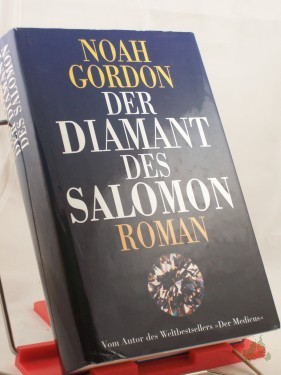 NOAH
GORDON
DER
DIAMANT
DES
SALOMON
ROMAN
Vom Autor des Weltbestsellers »Der Medicus«